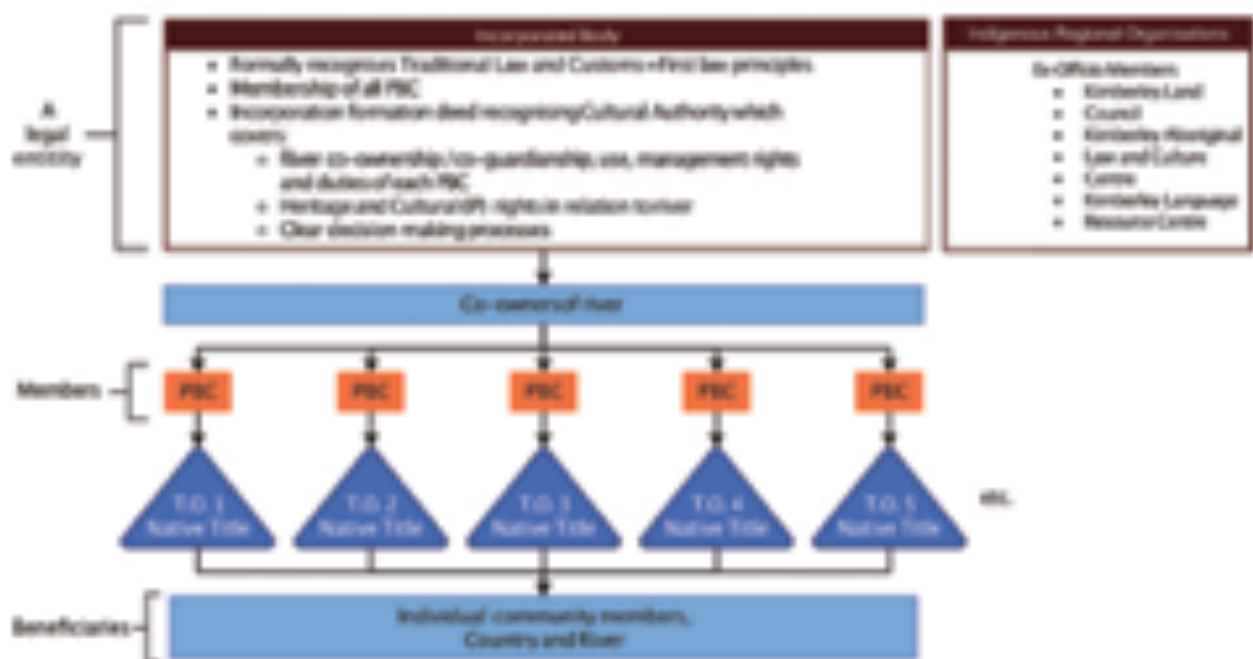 Incorporated Body
Indigenous Regional Organisations
A
legal
entity
• Formally recognises Traditional Law and Customs – First law principles
• Membership of all PBC
• Incorporation formation deed recognising Cultural Authority which
covers:
○ River co-ownership / co-guardianship, use, management rights
and duties of each PBC
○ Heritage and Cultural (IP) rights in relation to river
○ Clear decision making processes
Ex-Officio Members
• Kimberley Land
• Council
• Kimberley Aboriginal
• Law and Culture
• Centre
• Kimberley Language
• Resource Centre
Co-owners of river
Members
PBC PBC PBC PBC PBC
T.O. 1 T.O. 2 T.O. 3 T.O. 4 T.O. 5
Native Title Native Title Native Title Native Title Native Title
etc.
Beneficiaries
Individual community members,
Country and River